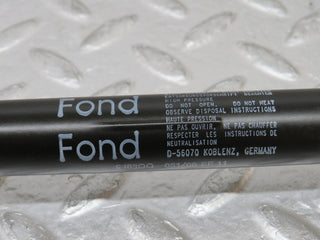 HIGH PRESSURE
DO NOT OPEN, DO NOT HEAT
Fond OBSERVE DISPOSAL INSTRUCTIONS
HAUTE PRESSION
NE PAS OUVRIR, NE PAS CHAUFFER
Fond RESPECTER LES INSTRUCTIONS DE
NEUTRALISATION
D-56070 KOBLENZ, GERMANY